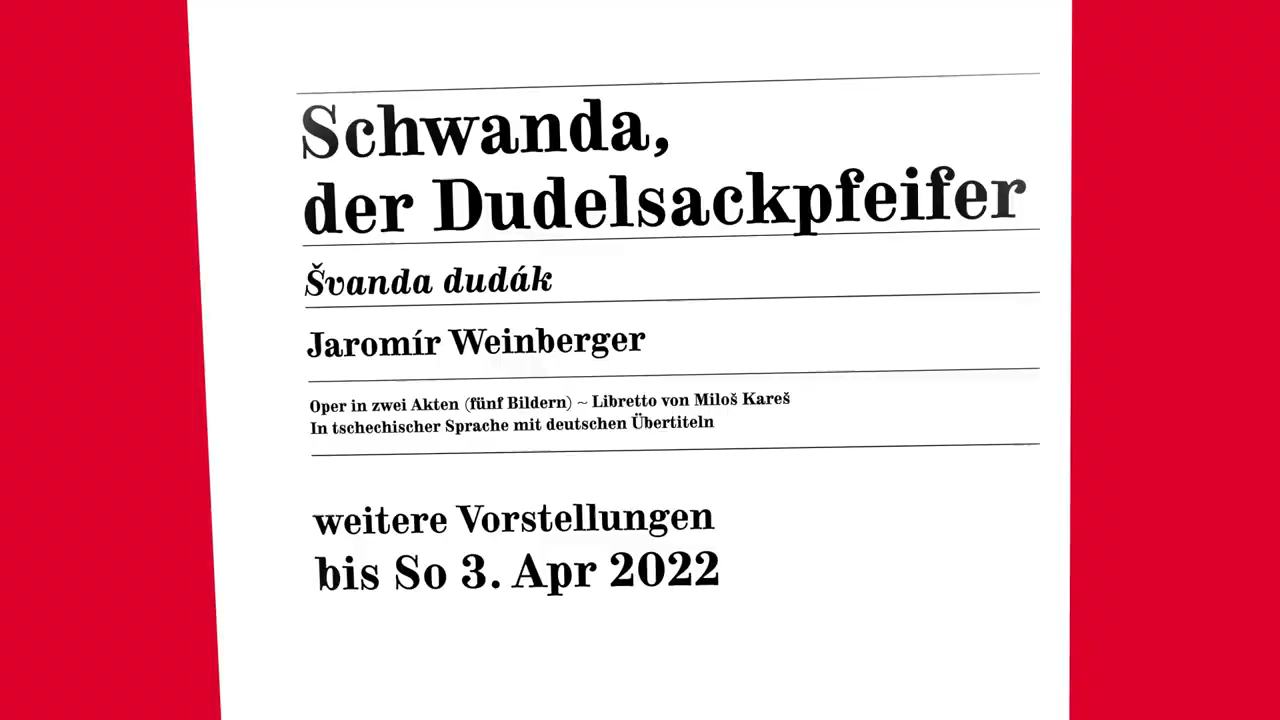 Schwanda,
der Dudelsackpfeifer
Švanda dudák
Jaromír Weinberger
Oper in zwei Akten (fünf Bildern) ~ Libretto von Miloš Kareš
In tschechischer Sprache mit deutschen Übertiteln
weitere Vorstellungen
bis So 3. Apr 2022